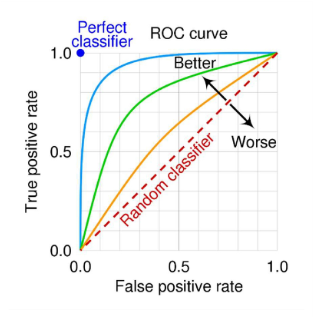 Perfect
classifier
ROC curve
1.0
Better
Worse
0.5
Random classifier
0.0
0.0 0.5 1.0
True positive rate
False positive rate